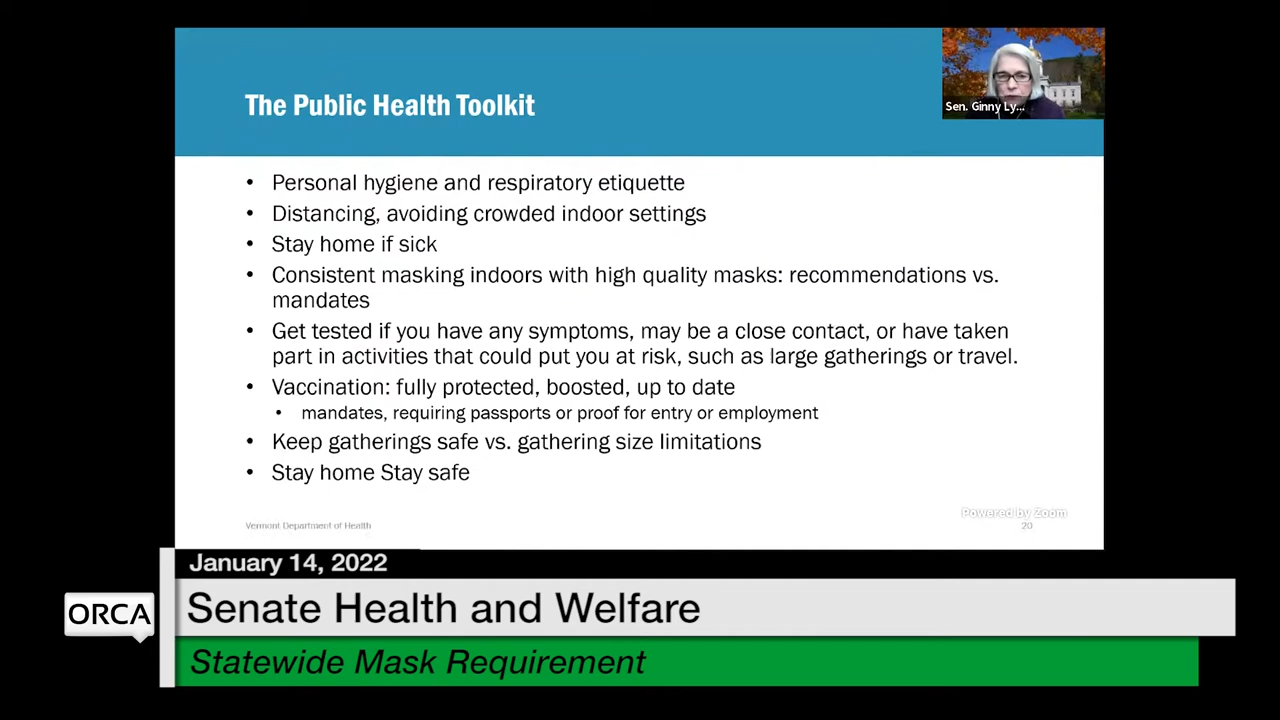 The Public Health Toolkit
Sen. Ginny Ly...
• Personal hygiene and respiratory etiquette
• Distancing, avoiding crowded indoor settings
• Stay home if sick
• Consistent masking indoors with high quality masks: recommendations vs.
mandates
• Get tested if you have any symptoms, may be a close contact, or have taken
part in activities that could put you at risk, such as large gatherings or travel.
• Vaccination: fully protected, boosted, up to date
• mandates, requiring passports or proof for entry or employment
• Keep gatherings safe vs. gathering size limitations
• Stay home Stay safe
Powered by Zoom
Vermont Department of Health
20
January 14, 2022
ORCA
Senate Health and Welfare
Statewide Mask Requirement